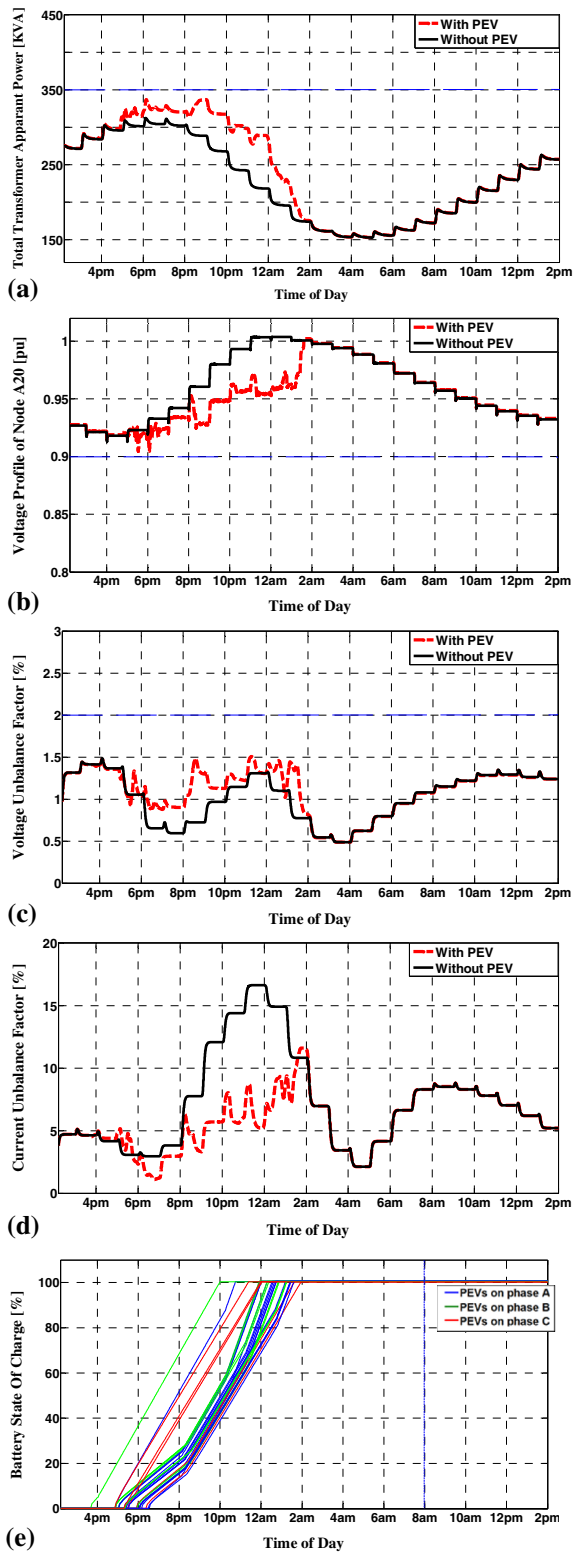 Total Transformer Apparant Power [KVA]
450
350
250
150
With PEV
Without PEV
4pm 6pm 8pm 10pm 12am 2am 4am 6am 8am 10am 12pm 2pm
(a)
Time of Day
Voltage Profile of Node A20 [pu]
1
0.95
0.9
0.85
0.8
With PEV
Without PEV
4pm 6pm 8pm 10pm 12am 2am 4am 6am 8am 10am 12pm 2pm
(b)
Time of Day
Voltage Unbalance Factor [%]
3
2.5
2
1.5
1
0.5
0
With PEV
Without PEV
4pm 6pm 8pm 10pm 12am 2am 4am 6am 8am 10am 12pm 2pm
(c)
Time of Day
Current Unbalance Factor [%]
20
15
10
5
0
With PEV
Without PEV
4pm 6pm 8pm 10pm 12am 2am 4am 6am 8am 10am 12pm 2pm
(d)
Time of Day
Battery State Of Charge [%]
100
80
60
40
20
0
PEVs on phase A
PEVs on phase B
PEVs on phase C
4pm 6pm 8pm 10pm 12am 2am 4am 6am 8am 10am 12pm 2pm
(e)
Time of Day